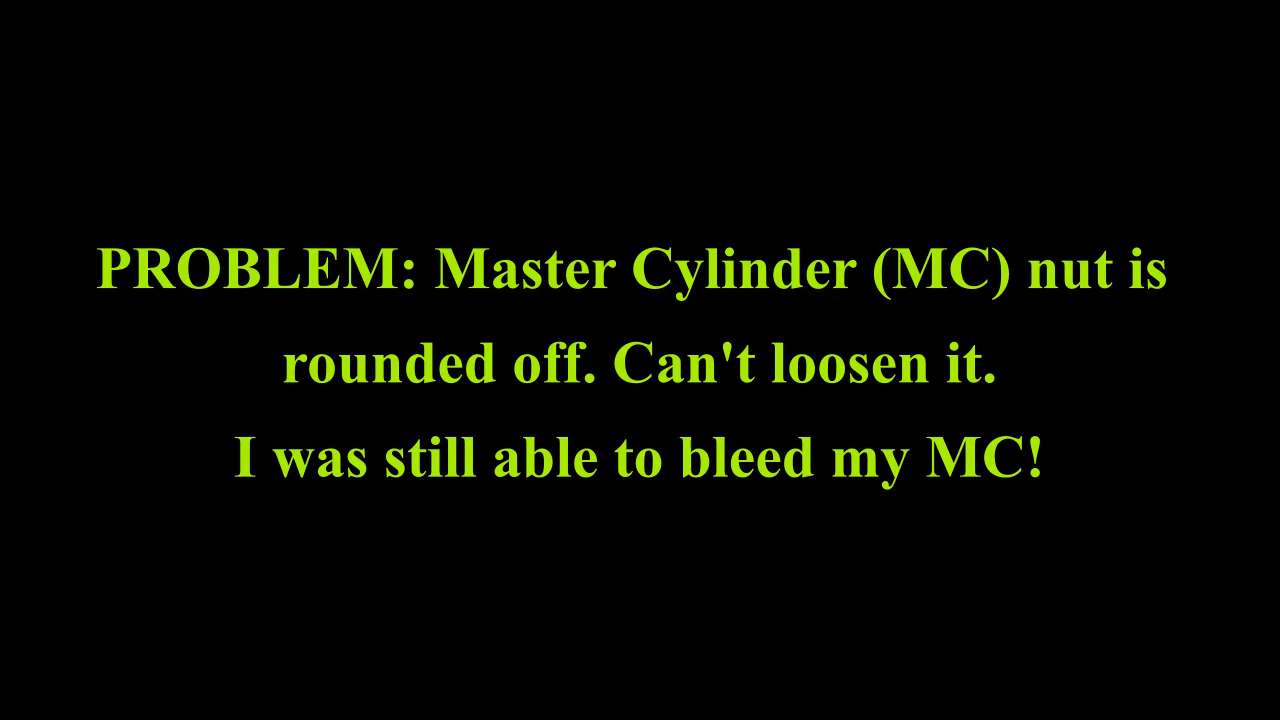 PROBLEM: Master Cylinder (MC) nut is
rounded off. Can't loosen it.
I was still able to bleed my MC!